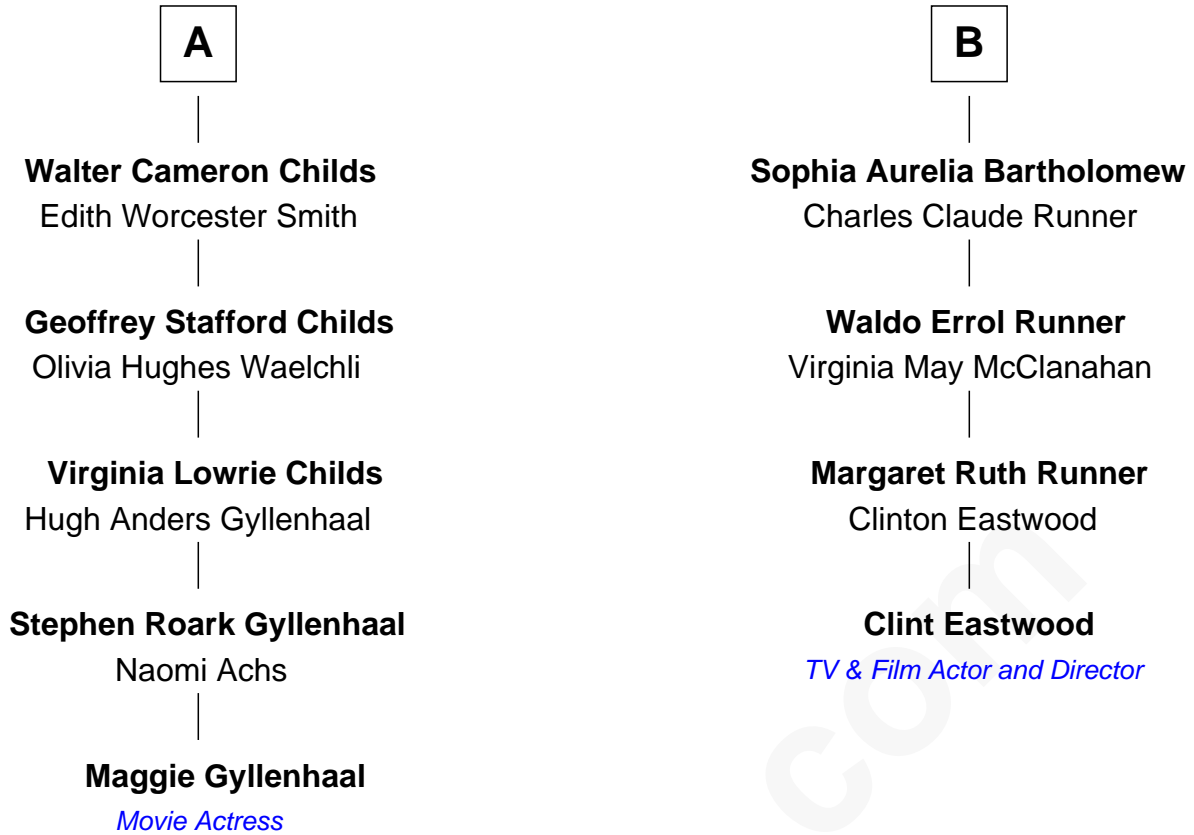 A
Walter Cameron Childs
Edith Worcester Smith
Geoffrey Stafford Childs
Olivia Hughes Waelchli
Virginia Lowrie Childs
Hugh Anders Gyllenhaal
Stephen Roark Gyllenhaal
Naomi Achs
Maggie Gyllenhaal
Movie Actress
B
Sophia Aurelia Bartholomew
Charles Claude Runner
Waldo Errol Runner
Virginia May McClanahan
Margaret Ruth Runner
Clinton Eastwood
Clint Eastwood
TV & Film Actor and Director
com